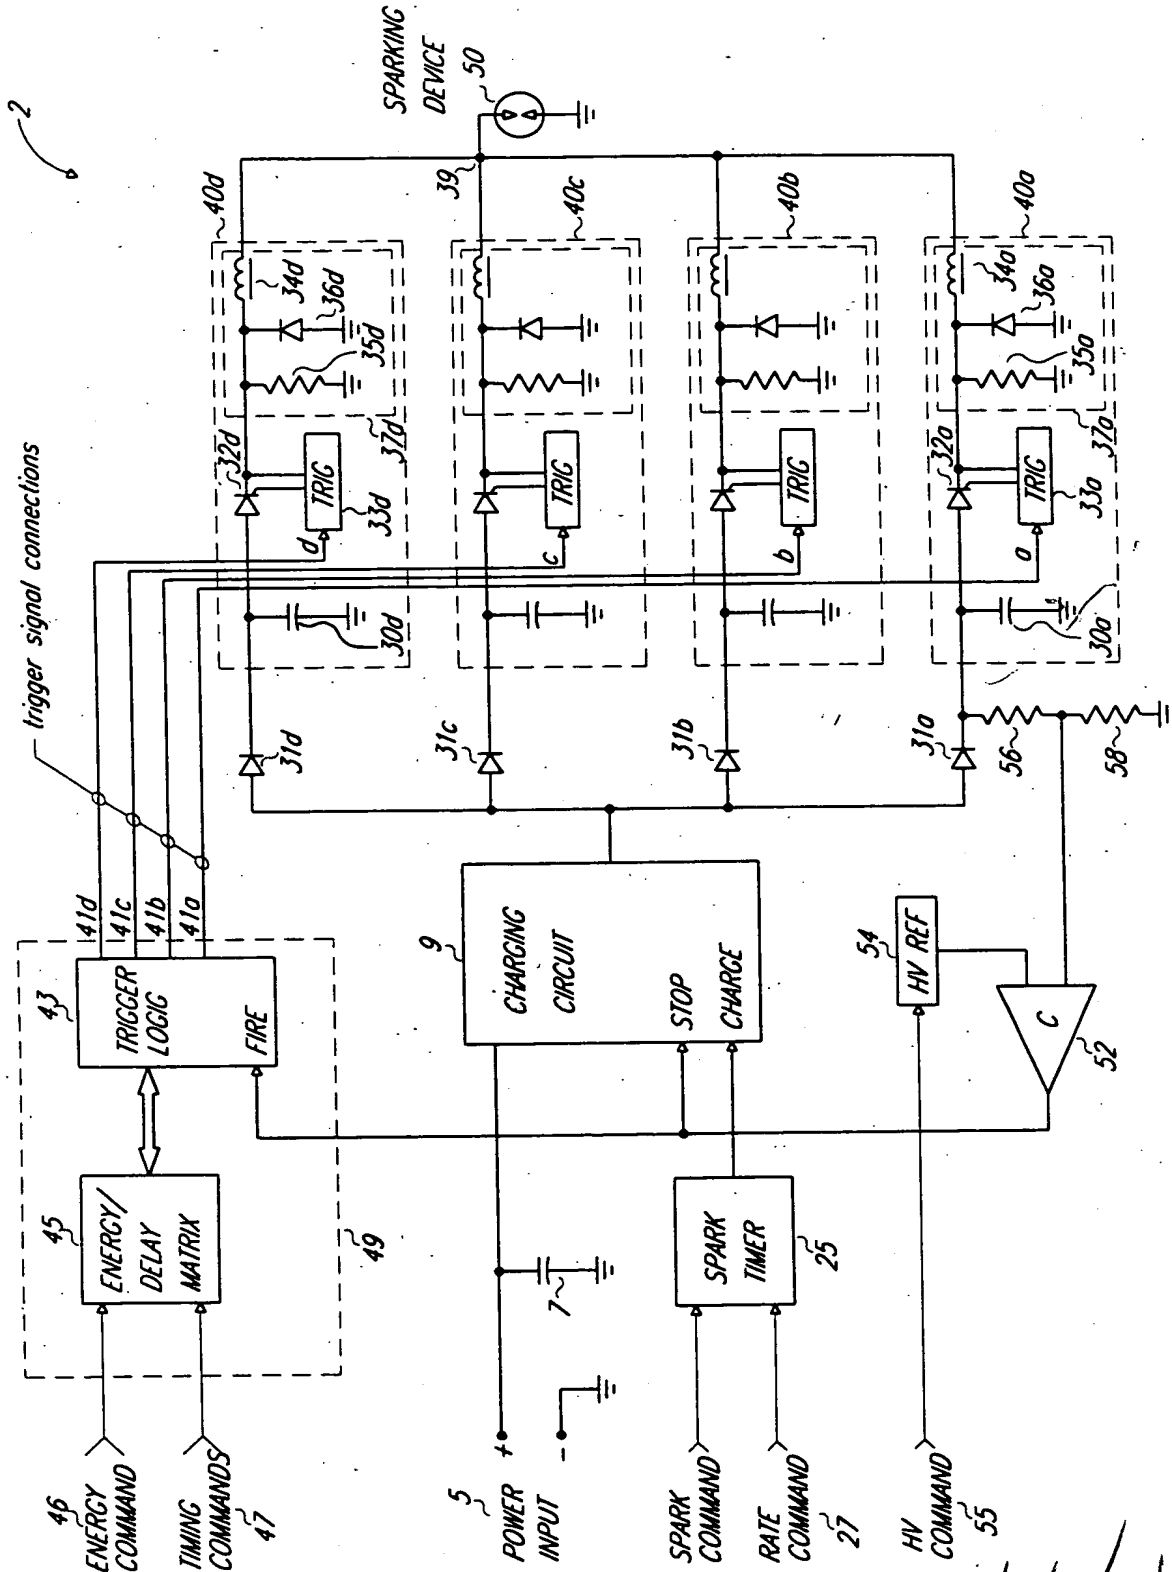 2
trigger signal connections
41d
41c
41b
41a
43
TRIGGER
LOGIC
FIRE
45
ENERGY/
DELAY
MATRIX
49
46
ENERGY
COMMAND
TIMING
COMMANDS
47
SPARKING
DEVICE
50
39
40d
34d
36d
35d
37d
32d
TRIG
33d
d
30d
31d
40c
TRIG
c
31c
40b
TRIG
b
31b
40a
34a
36a
35a
37a
32a
TRIG
33a
a
30a
31a
56
58
9
CHARGING
CIRCUIT
STOP
CHARGE
54
HV REF
C
52
7
5
POWER
INPUT
+
-
SPARK
TIMER
25
SPARK
COMMAND
RATE
COMMAND
27
HV
COMMAND
55